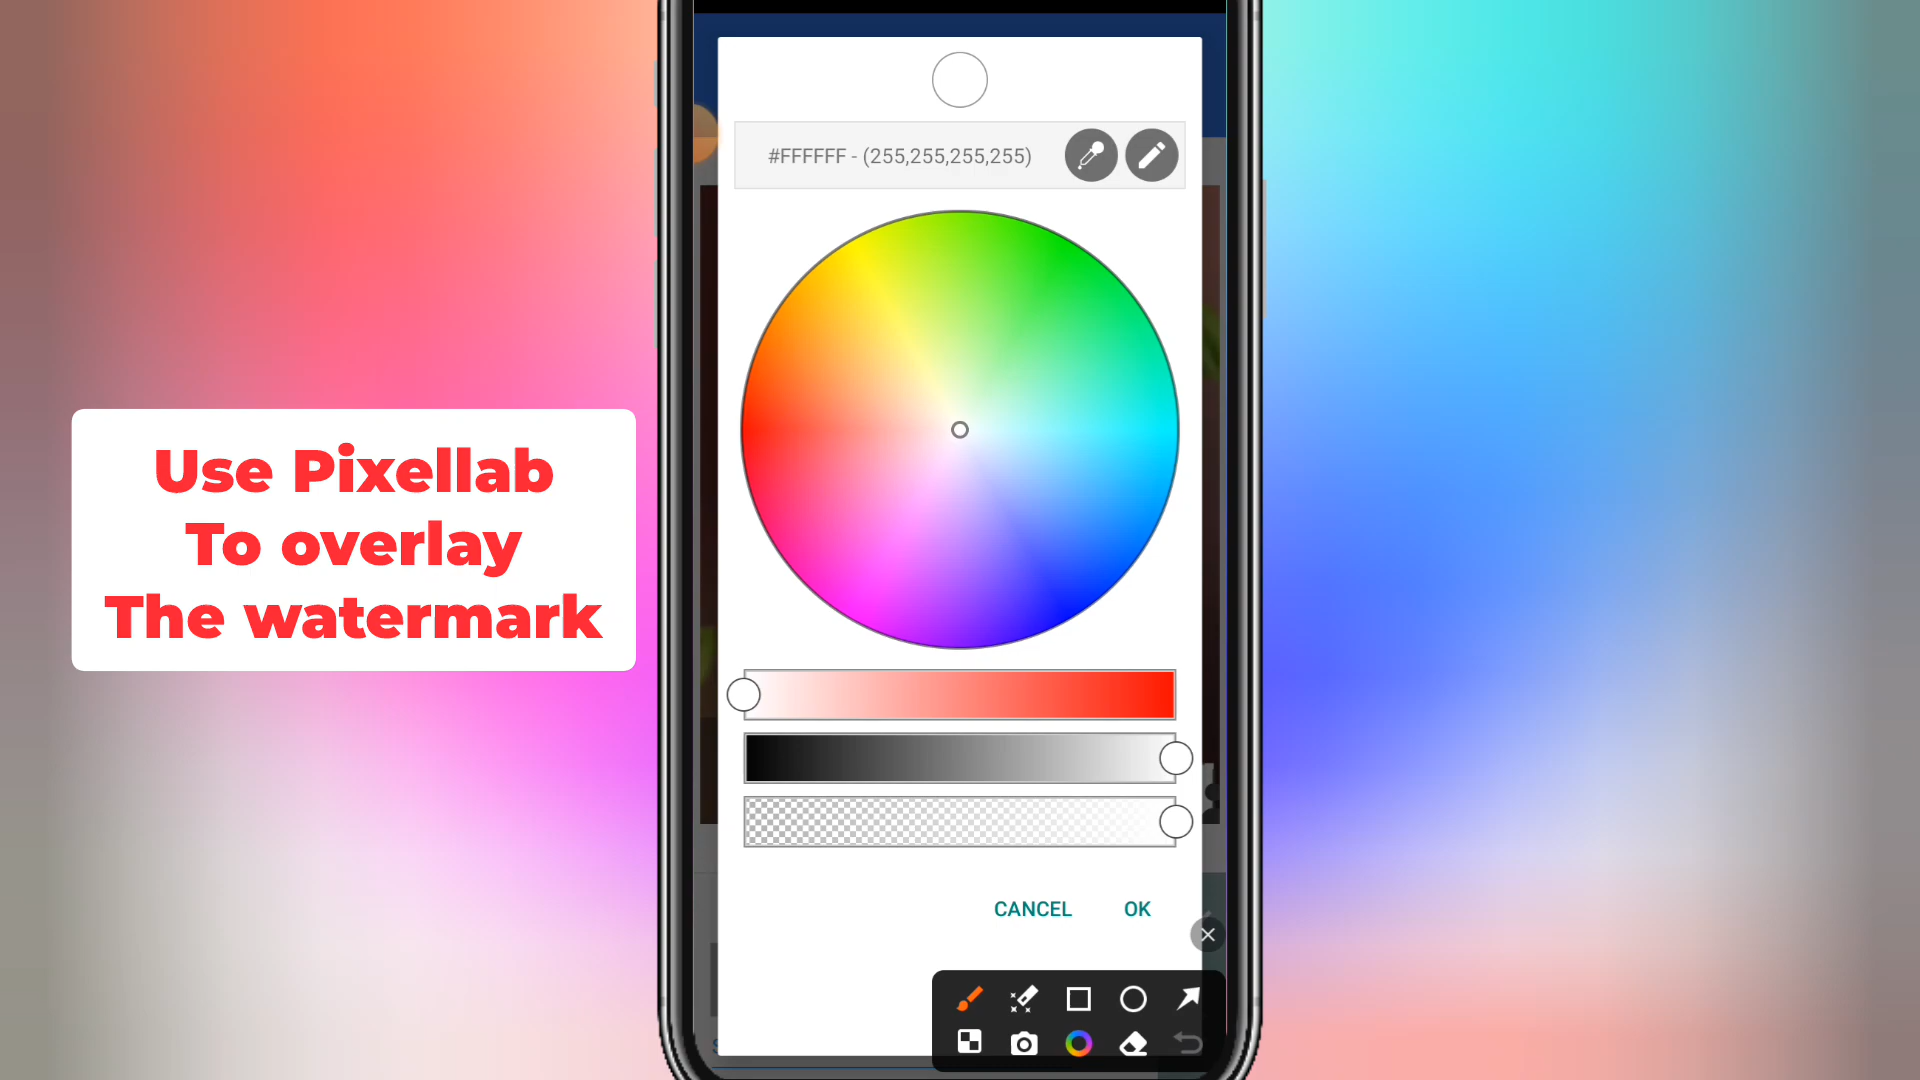 #FFFFFF - (255,255,255,255)
Use Pixellab
To overlay
The watermark
CANCEL OK